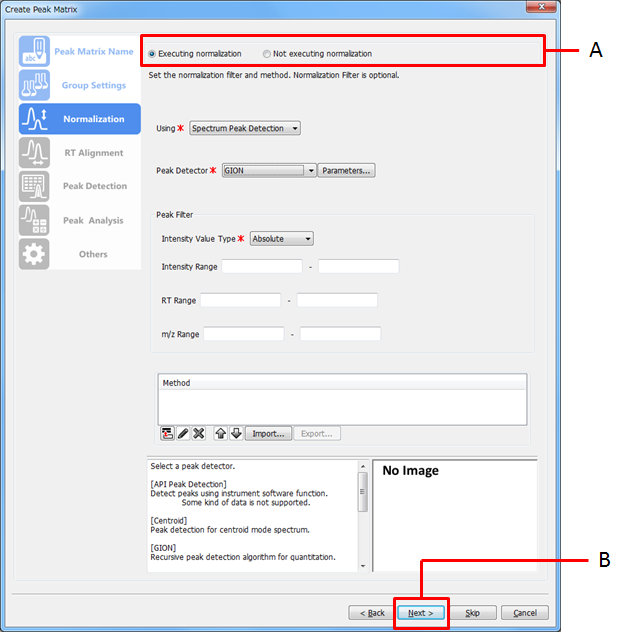 Create Peak Matrix
abc
Peak Matrix Name
Group Settings
Normalization
RT Alignment
Peak Detection
Peak Analysis
Others
Executing normalization
Not executing normalization
A
Set the normalization filter and method. Normalization Filter is optional.
Using * Spectrum Peak Detection
Peak Detector * GION Parameters...
Peak Filter
Intensity Value Type * Absolute
Intensity Range -
RT Range -
m/z Range -
Method
Import... Export...
Select a peak detector.
[API Peak Detection]
Detect peaks using instrument software function.
Some kind of data is not supported.
[Centroid]
Peak detection for centroid mode spectrum.
[GION]
Recursive peak detection algorithm for quantitation.
No Image
B
< Back Next > Skip Cancel